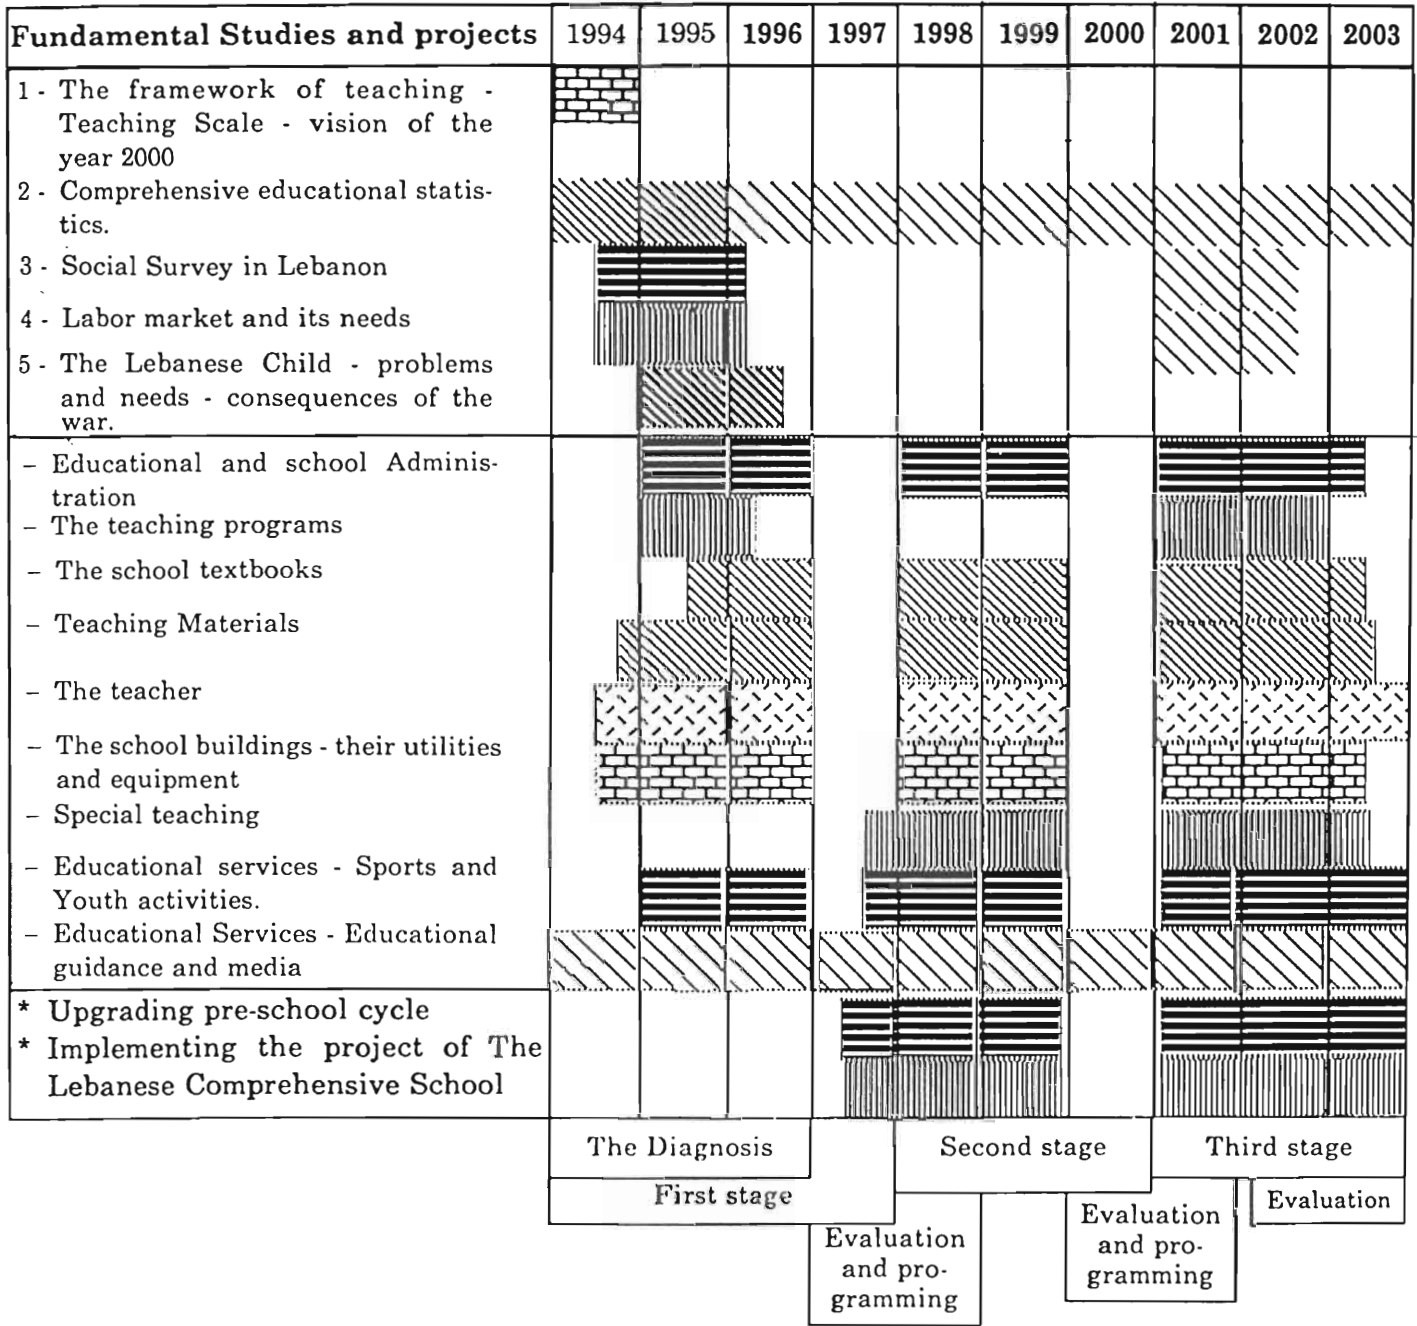 Fundamental Studies and projects 1994 1995 1996 1997 1998 1999 2000 2001 2002 2003
1 - The framework of teaching -
Teaching Scale - vision of the
year 2000
2 - Comprehensive educational statis-
tics.
3 - Social Survey in Lebanon
4 - Labor market and its needs
5 - The Lebanese Child - problems
and needs - consequences of the
war.
– Educational and school Adminis-
tration
– The teaching programs
– The school textbooks
– Teaching Materials
– The teacher
– The school buildings - their utilities
and equipment
– Special teaching
– Educational services - Sports and
Youth activities.
– Educational Services - Educational
guidance and media
* Upgrading pre-school cycle
* Implementing the project of The
Lebanese Comprehensive School
The Diagnosis
Second stage
Third stage
First stage
Evaluation
Evaluation
and pro-
gramming
Evaluation
and pro-
gramming